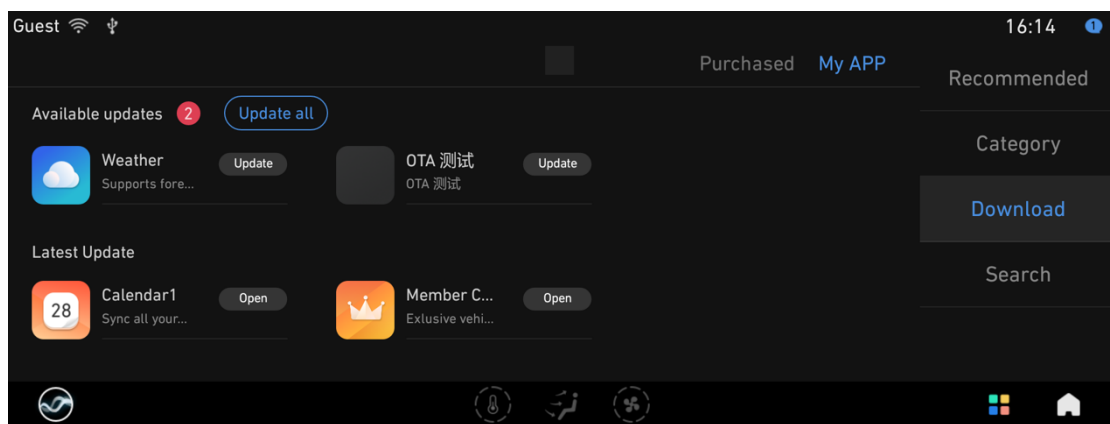 Guest 16:14 1
Purchased My APP
Recommended
Available updates 2 Update all
Category
Weather Update OTA 测试 Update
Supports fore... OTA 测试
Download
Latest Update
Search
Calendar1 Open Member C... Open
28
Sync all your... Exlusive vehi...